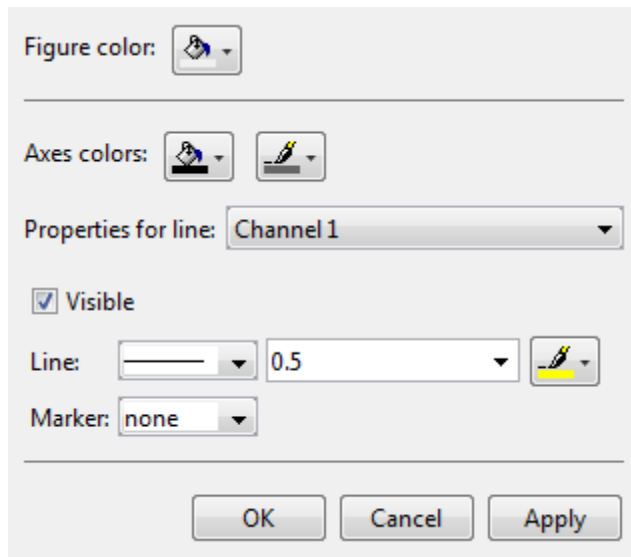 Figure color:
Axes colors:
Properties for line: Channel 1
Visible
Line: 0.5
Marker: none
OK Cancel Apply